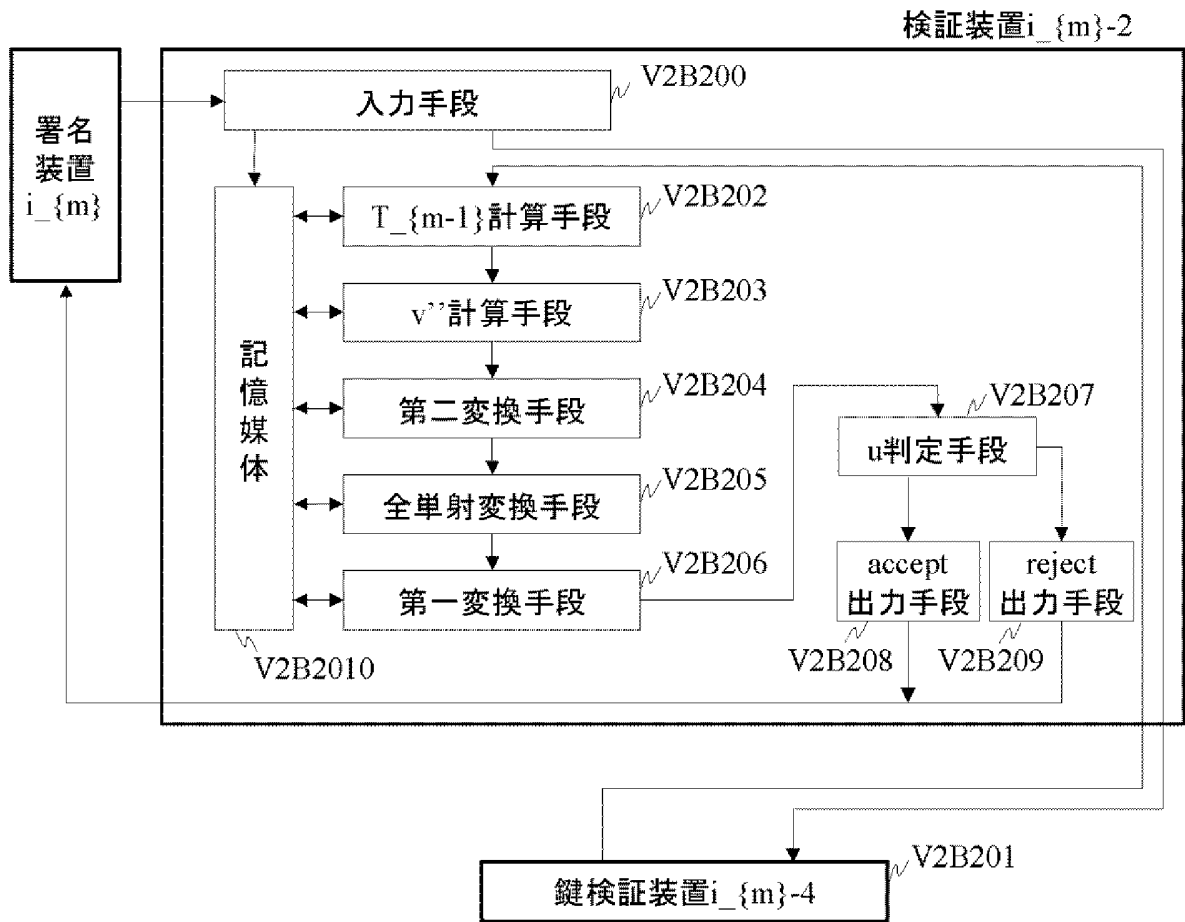 検証装置i_{m}-2
署名
装置
i_{m}
入力手段
V2B200
T_{m-1}計算手段
V2B202
v’’計算手段
V2B203
第二変換手段
V2B204
全単射変換手段
V2B205
第一変換手段
V2B206
記
憶
媒
体
V2B2010
V2B207
u判定手段
accept
出力手段
V2B208
reject
出力手段
V2B209
V2B201
鍵検証装置i_{m}-4